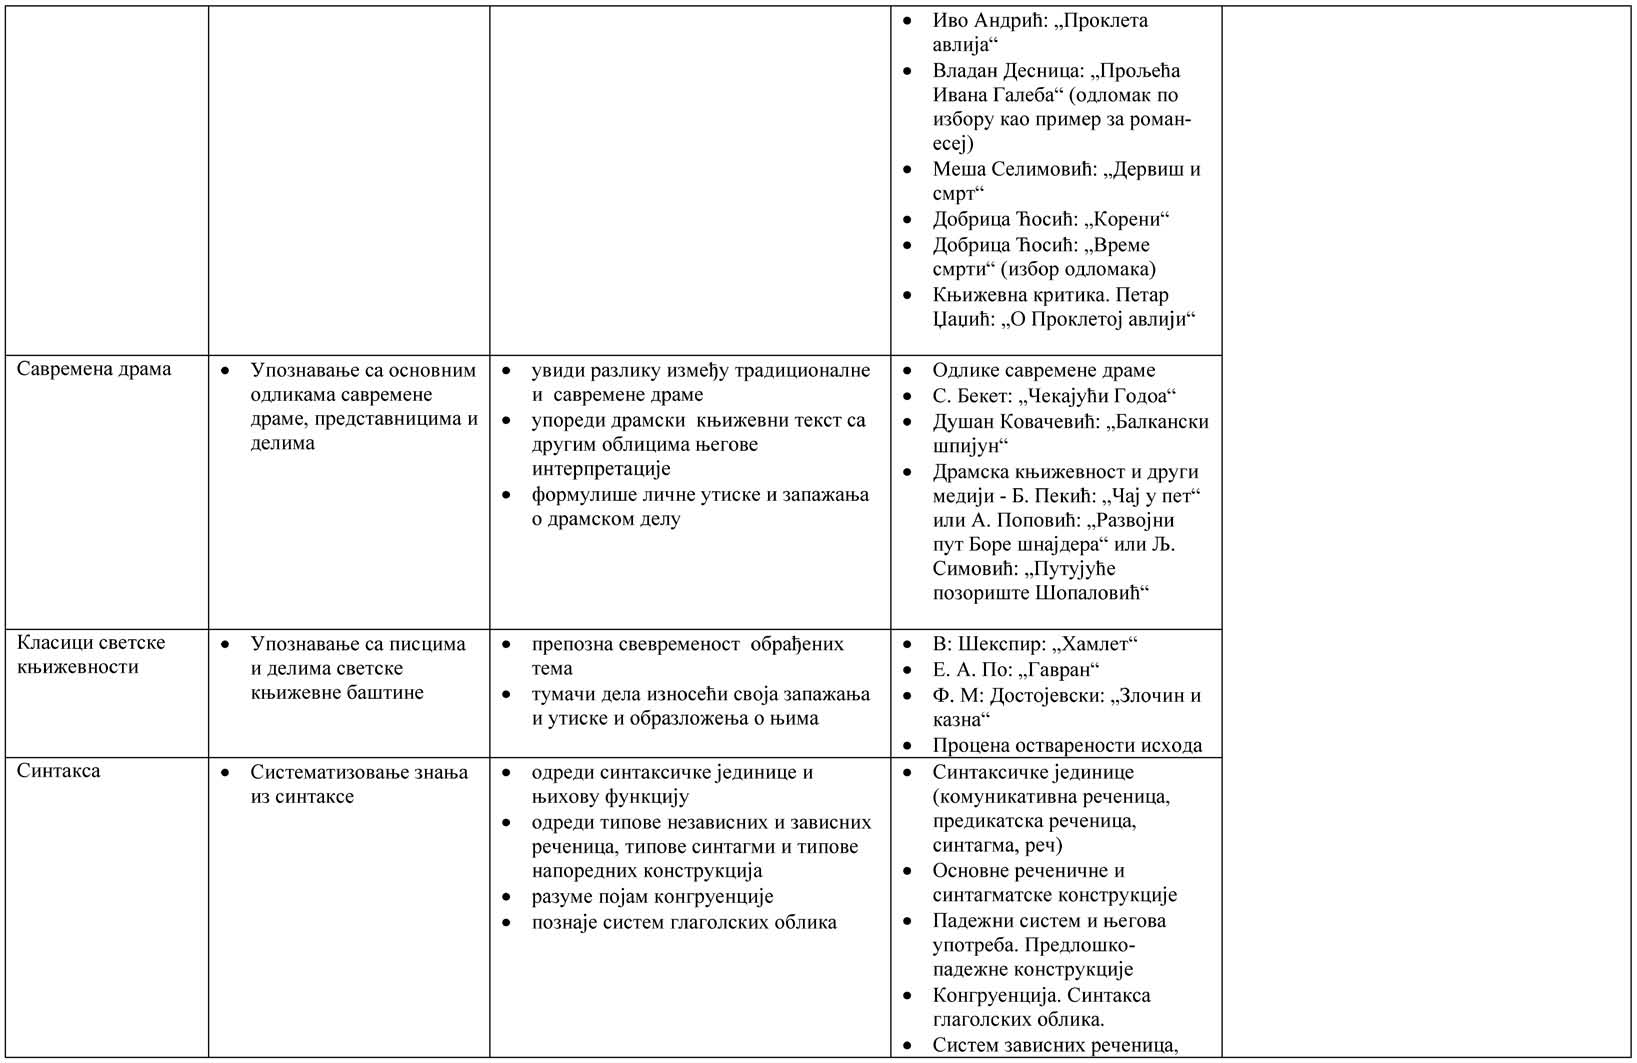 • Иво Андрић: „Проклета
авлија“
• Владан Десница: „Прољећа
Ивана Галеба“ (одломак по
избору као пример за роман-
есеј)
• Меша Селимовић: „Дервиш и
смрт“
• Добрица Ћосић: „Корени“
• Добрица Ћосић: „Време
смрти“ (избор одломака)
• Књижевна критика. Петар
Џаџић: „О Проклетој авлији“
Савремена драма
• Упознавање са основним
одликама савремене
драме, представницима и
делима
• увиди разлику између традиционалне
и  савремене драме
• упореди драмски  књижевни текст са
другим облицима његове
интерпретације
• формулише личне утиске и запажања
о драмском делу
• Одлике савремене драме
• С. Бекет: „Чекајући Годоа“
• Душан Ковачевић: „Балкански
шпијун“
• Драмска књижевност и други
медији - Б. Пекић: „Чај у пет“
или А. Поповић: „Развојни
пут Боре шнајдера“ или Љ.
Симовић: „Путујуће
позориште Шопаловић“
Класици светске
књижевности
• Упознавање са писцима
и делима светске
књижевне баштине
• препозна свевременост  обрађених
тема
• тумачи дела износећи своја запажања
и утиске и образложења о њима
• В: Шекспир: „Хамлет“
• Е. А. По: „Гавран“
• Ф. М: Достојевски: „Злочин и
казна“
• Процена остварености исхода
Синтакса
• Систематизовање знања
из синтаксе
• одреди синтаксичке јединице и
њихову функцију
• одреди типове независних и зависних
реченица, типове синтагми и типове
напоредних конструкција
• разуме појам конгруенције
• познаје систем глаголских облика
• Синтаксичке јединице
(комуникативна реченица,
предикатска реченица,
синтагма, реч)
• Основне реченичне и
синтагматске конструкције
• Падежни систем и његова
употреба. Предлошко-
падежне конструкције
• Конгруенција. Синтакса
глаголских облика.
• Систем зависних реченица,